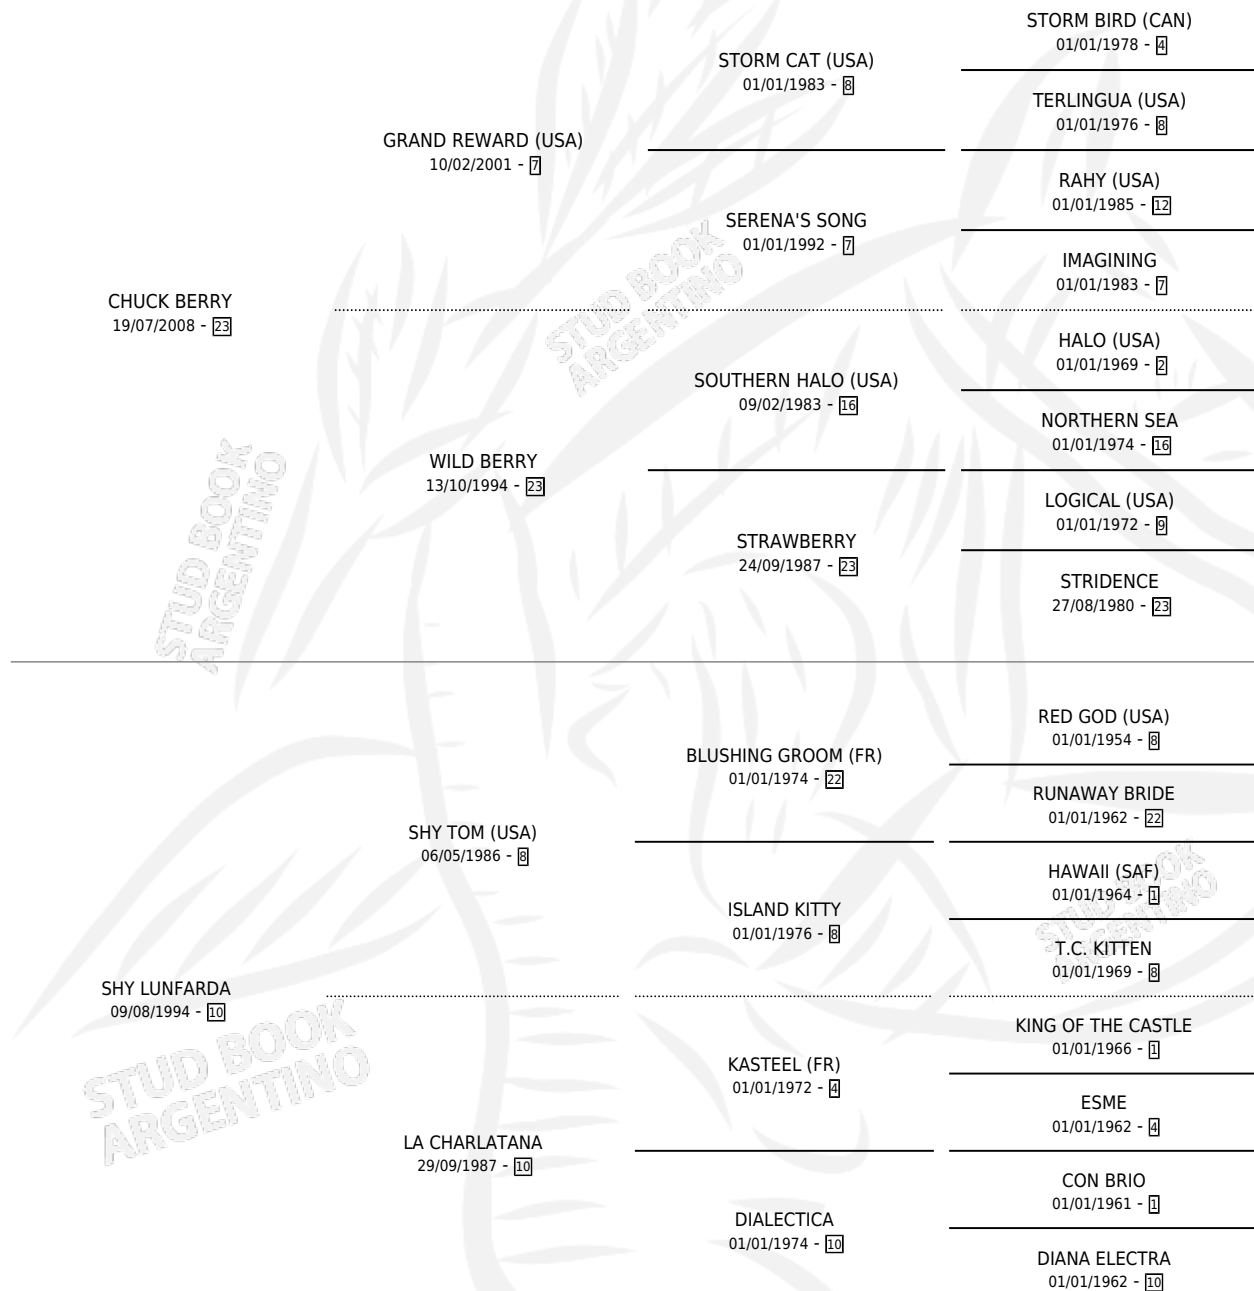 STORM BIRD (CAN)
01/01/1978 - 4
STORM CAT (USA)
01/01/1983 - 8
TERLINGUA (USA)
01/01/1976 - 8
GRAND REWARD (USA)
10/02/2001 - 7
RAHY (USA)
01/01/1985 - 12
SERENA'S SONG
01/01/1992 - 7
IMAGINING
01/01/1983 - 7
CHUCK BERRY
19/07/2008 - 23
HALO (USA)
01/01/1969 - 2
SOUTHERN HALO (USA)
09/02/1983 - 16
NORTHERN SEA
01/01/1974 - 16
WILD BERRY
13/10/1994 - 23
LOGICAL (USA)
01/01/1972 - 9
STRAWBERRY
24/09/1987 - 23
STRIDENCE
27/08/1980 - 23
RED GOD (USA)
01/01/1954 - 8
BLUSHING GROOM (FR)
01/01/1974 - 22
RUNAWAY BRIDE
01/01/1962 - 22
SHY TOM (USA)
06/05/1986 - 8
HAWAII (SAF)
01/01/1964 - 1
ISLAND KITTY
01/01/1976 - 8
T.C. KITTEN
01/01/1969 - 8
SHY LUNFARDA
09/08/1994 - 10
KING OF THE CASTLE
01/01/1966 - 1
KASTEEL (FR)
01/01/1972 - 4
ESME
01/01/1962 - 4
LA CHARLATANA
29/09/1987 - 10
CON BRIO
01/01/1961 - 1
DIALECTICA
01/01/1974 - 10
DIANA ELECTRA
01/01/1962 - 10
STUD BOOK
ARGENTINO
STUD BOOK
ARGENTINO
STUD BOOK
ARGENTINO
STUD BOOK
ARGENTINO